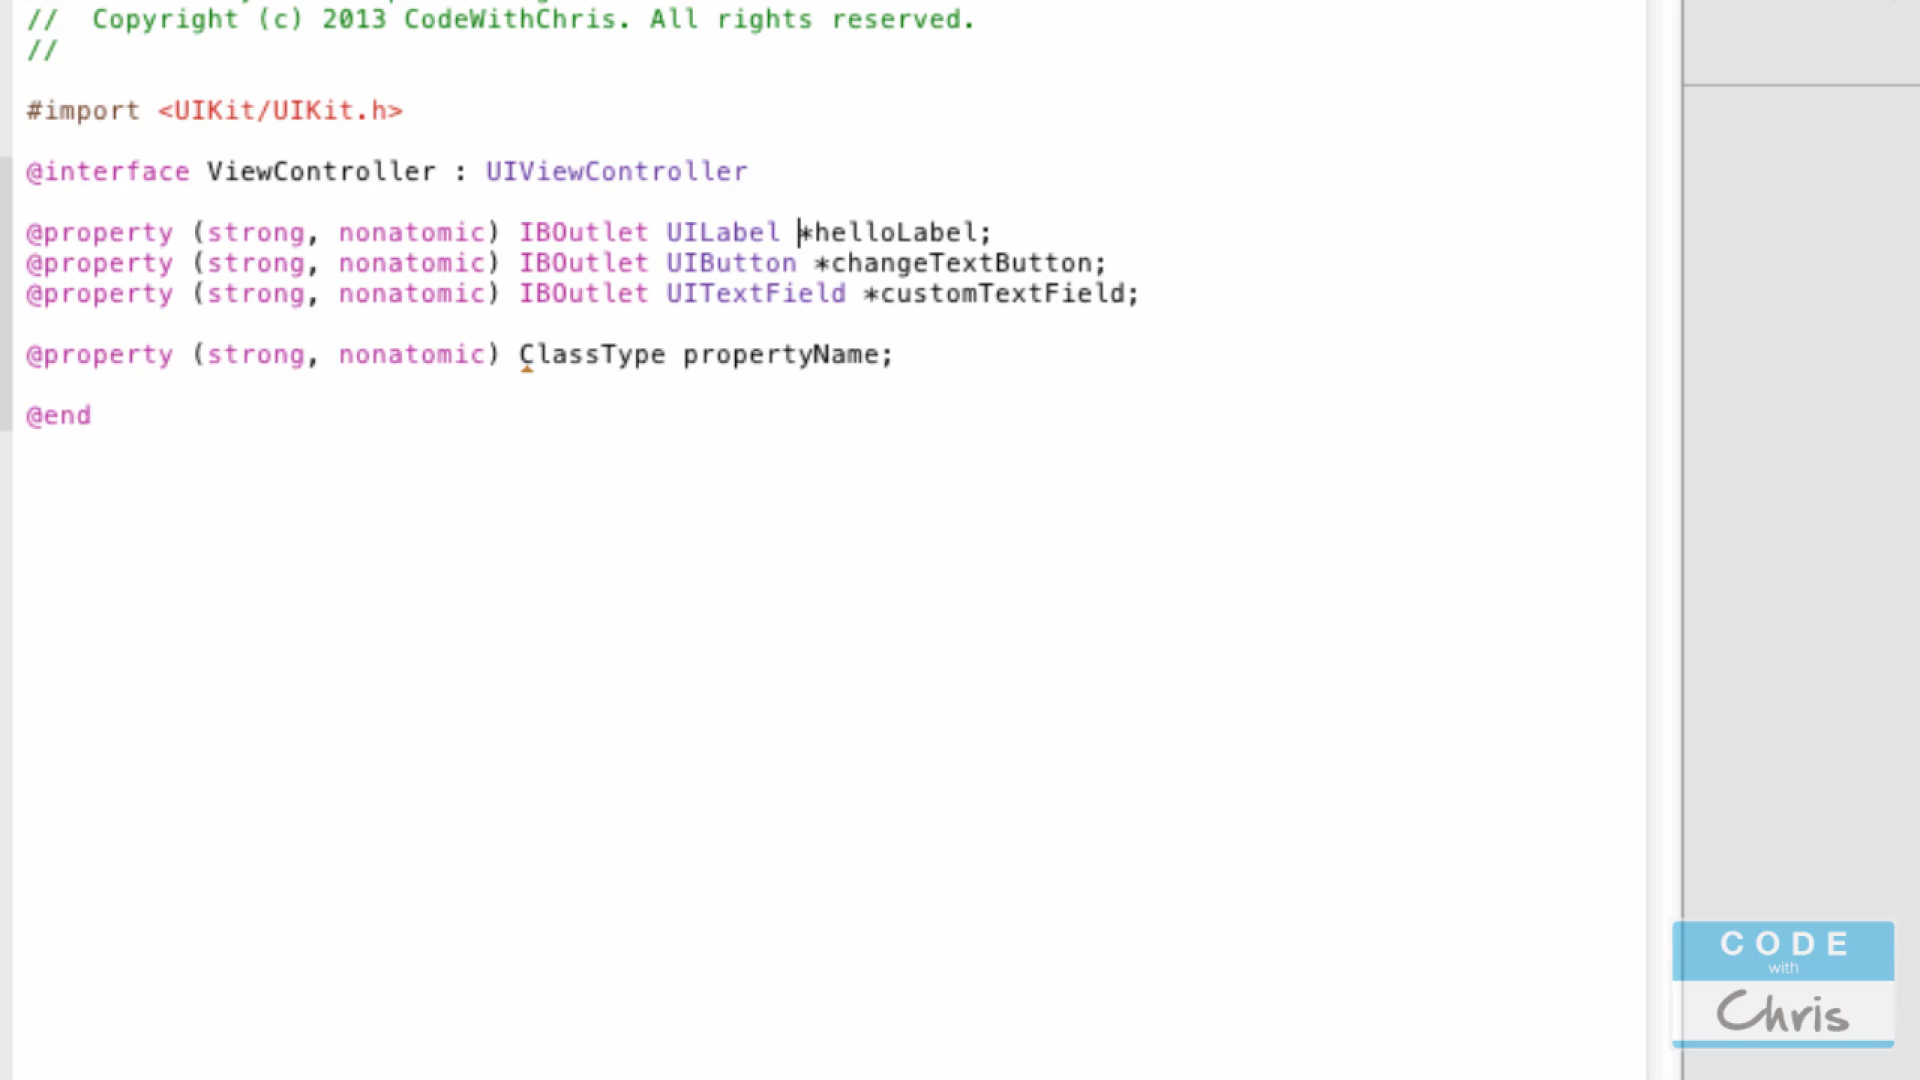 //  Copyright (c) 2013 CodeWithChris. All rights reserved.
//
#import <UIKit/UIKit.h>
@interface ViewController : UIViewController
@property (strong, nonatomic) IBOutlet UILabel *helloLabel;
@property (strong, nonatomic) IBOutlet UIButton *changeTextButton;
@property (strong, nonatomic) IBOutlet UITextField *customTextField;
@property (strong, nonatomic) ClassType propertyName;
@end
CODE
with
Chris